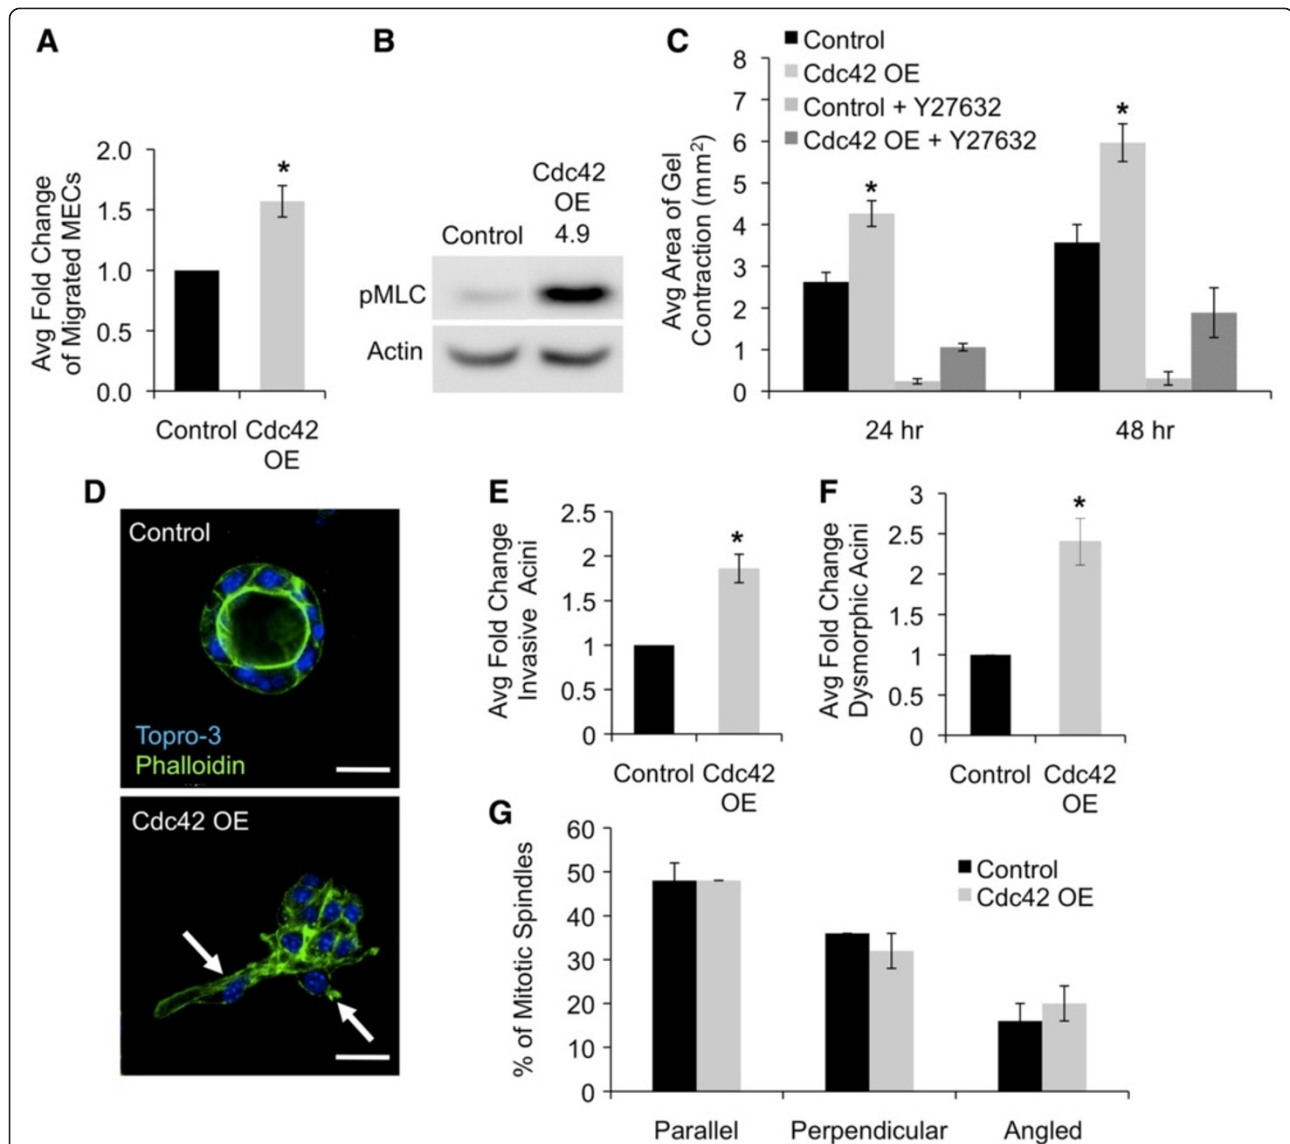 A
Avg Fold Change
of Migrated MECs
2.0
1.5
1.0
0.5
0.0
*
Control Cdc42
OE
B
Cdc42
OE
Control 4.9
pMLC
Actin
C
Control
Cdc42 OE
Control + Y27632
Cdc42 OE + Y27632
Avg Area of Gel
Contraction (mm²)
8
7
6
5
4
3
2
1
0
*
*
24 hr 48 hr
D
Control
Topro-3
Phalloidin
Cdc42 OE
E
Avg Fold Change
Invasive Acini
2.5
2
1.5
1
0.5
0
*
Control Cdc42
OE
F
Avg Fold Change
Dysmorphic Acini
3
2.5
2
1.5
1
0.5
0
*
Control Cdc42
OE
G
% of Mitotic Spindles
60
50
40
30
20
10
0
Control
Cdc42 OE
Parallel Perpendicular Angled